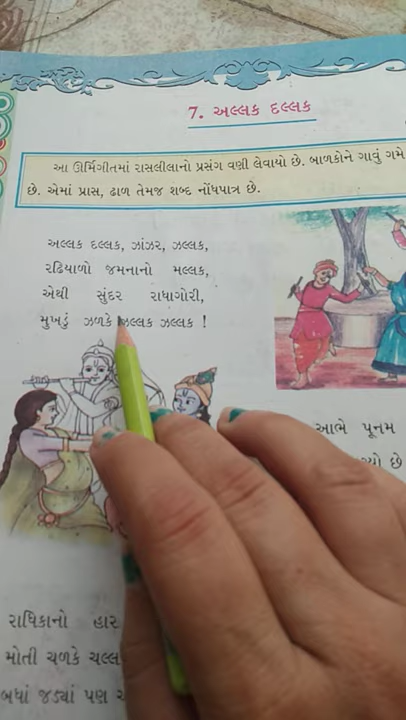 7. અલ્લક દલ્લક
આ ઊર્મિગીતમાં રાસલીલાનો પ્રસંગ વણી લેવાયો છે. બાળકોને ગાવું ગમે
છે. એમાં પ્રાસ, ઢાળ તેમજ શબ્દ નોંધપાત્ર છે.
અલ્લક દલ્લક, ઝાંઝર, ઝલ્લક,
રઢિયાળો જમનાનો મલ્લક,
એથી સુંદર રાધાગોરી,
મુખડું ઝળકે ઝલ્લક ઝલ્લક !
આભે પૂનમ
છે
રાધિકાનો હાર
મોતી ચળકે
બધાં જડ્યાં પણ